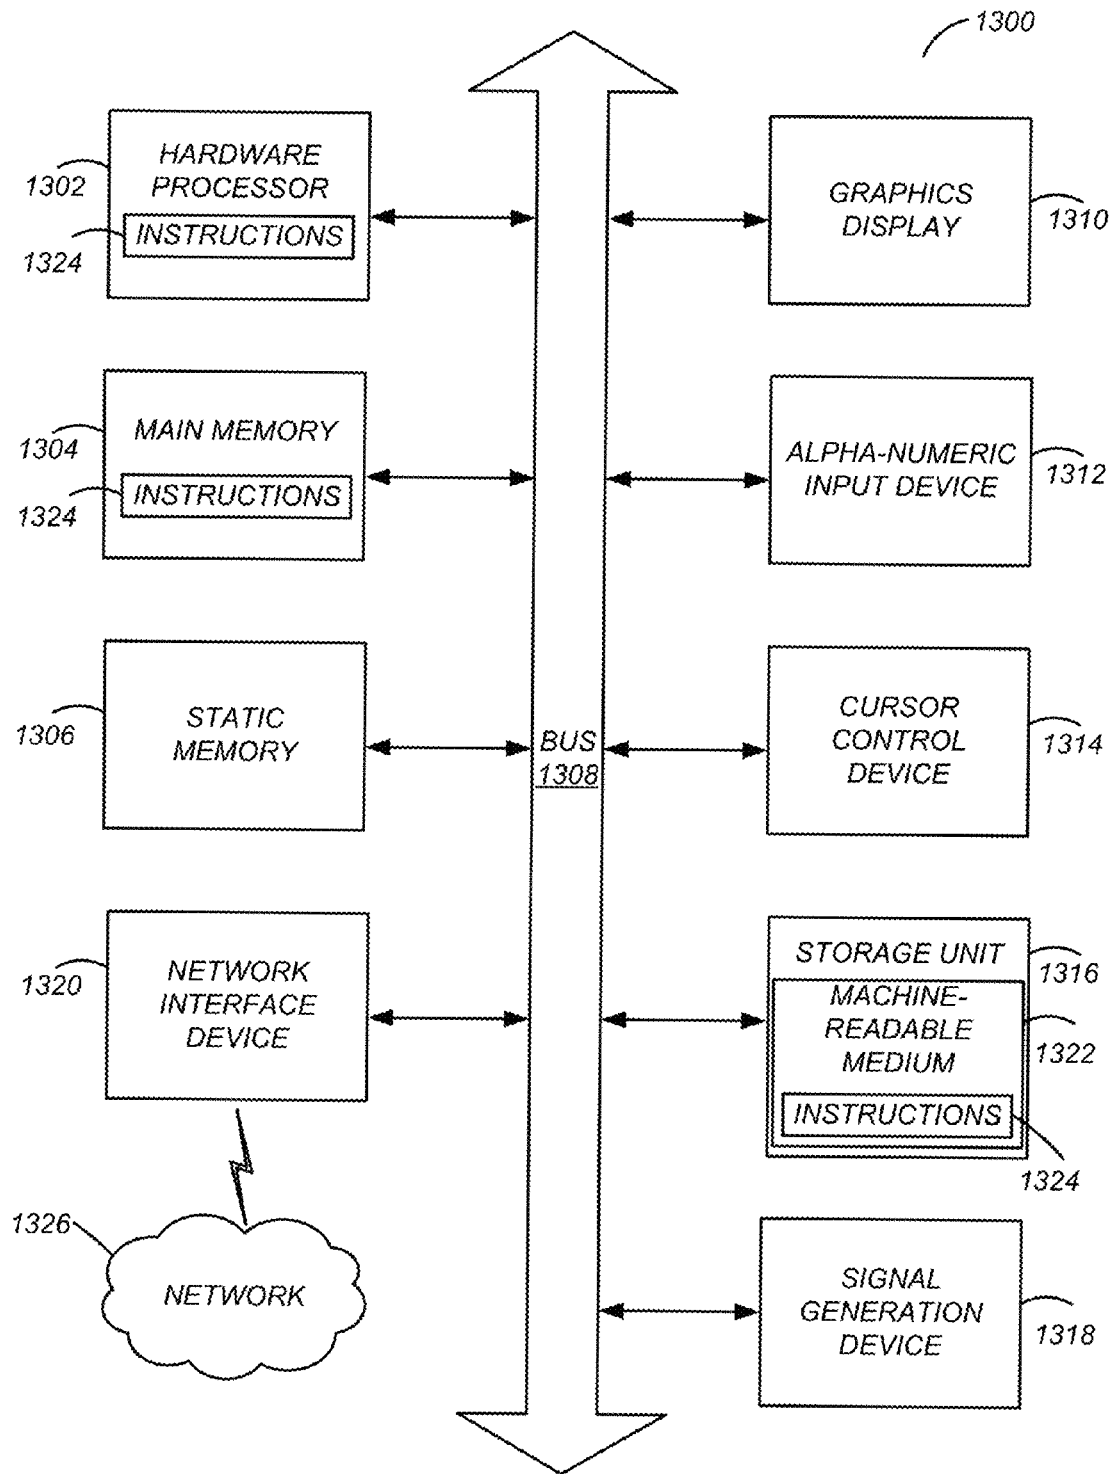 1300
HARDWARE
PROCESSOR
INSTRUCTIONS
1302
1324
MAIN MEMORY
INSTRUCTIONS
1304
1324
STATIC
MEMORY
1306
NETWORK
INTERFACE
DEVICE
1320
NETWORK
1326
BUS
1308
GRAPHICS
DISPLAY
1310
ALPHA-NUMERIC
INPUT DEVICE
1312
CURSOR
CONTROL
DEVICE
1314
STORAGE UNIT
1316
MACHINE-
READABLE
MEDIUM
1322
INSTRUCTIONS
1324
SIGNAL
GENERATION
DEVICE
1318